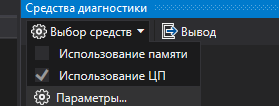 Средства диагностики
Выбор средств Вывод
Использование памяти
Использование ЦП
Параметры...